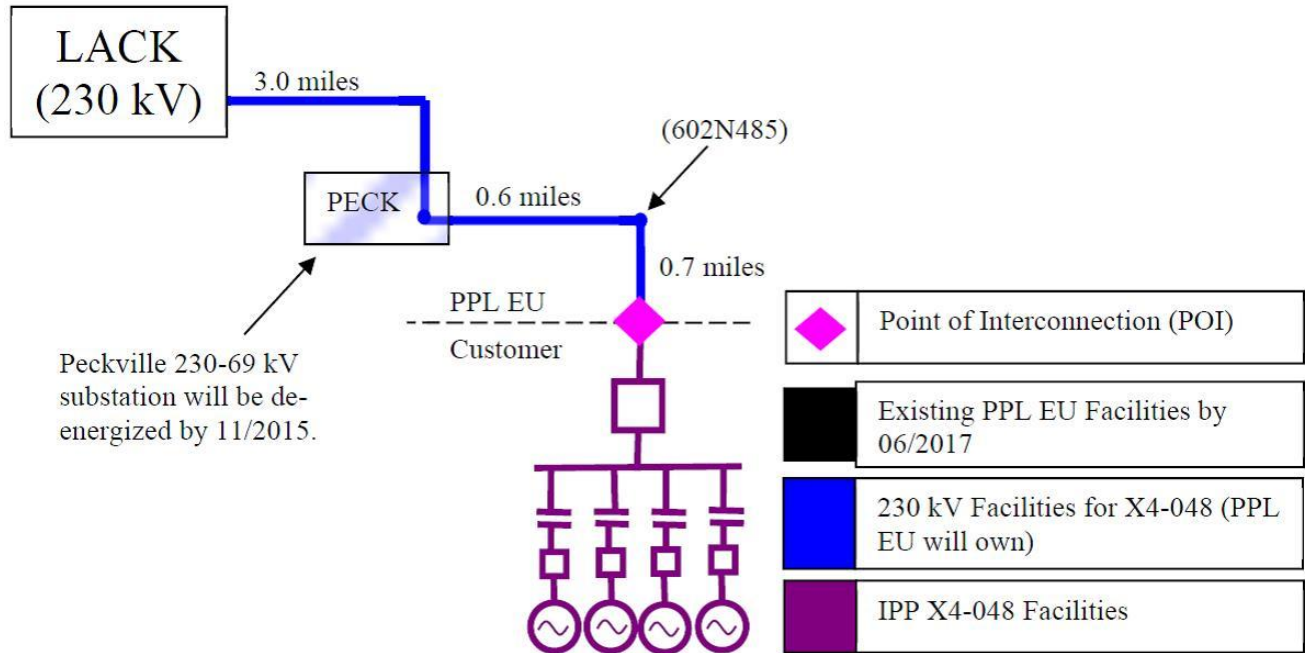 LACK
(230 kV)
3.0 miles
(602N485)
PECK
0.6 miles
0.7 miles
PPL EU
Customer
Peckville 230-69 kV
substation will be de-
energized by 11/2015.
Point of Interconnection (POI)
Existing PPL EU Facilities by
06/2017
230 kV Facilities for X4-048 (PPL
EU will own)
IPP X4-048 Facilities